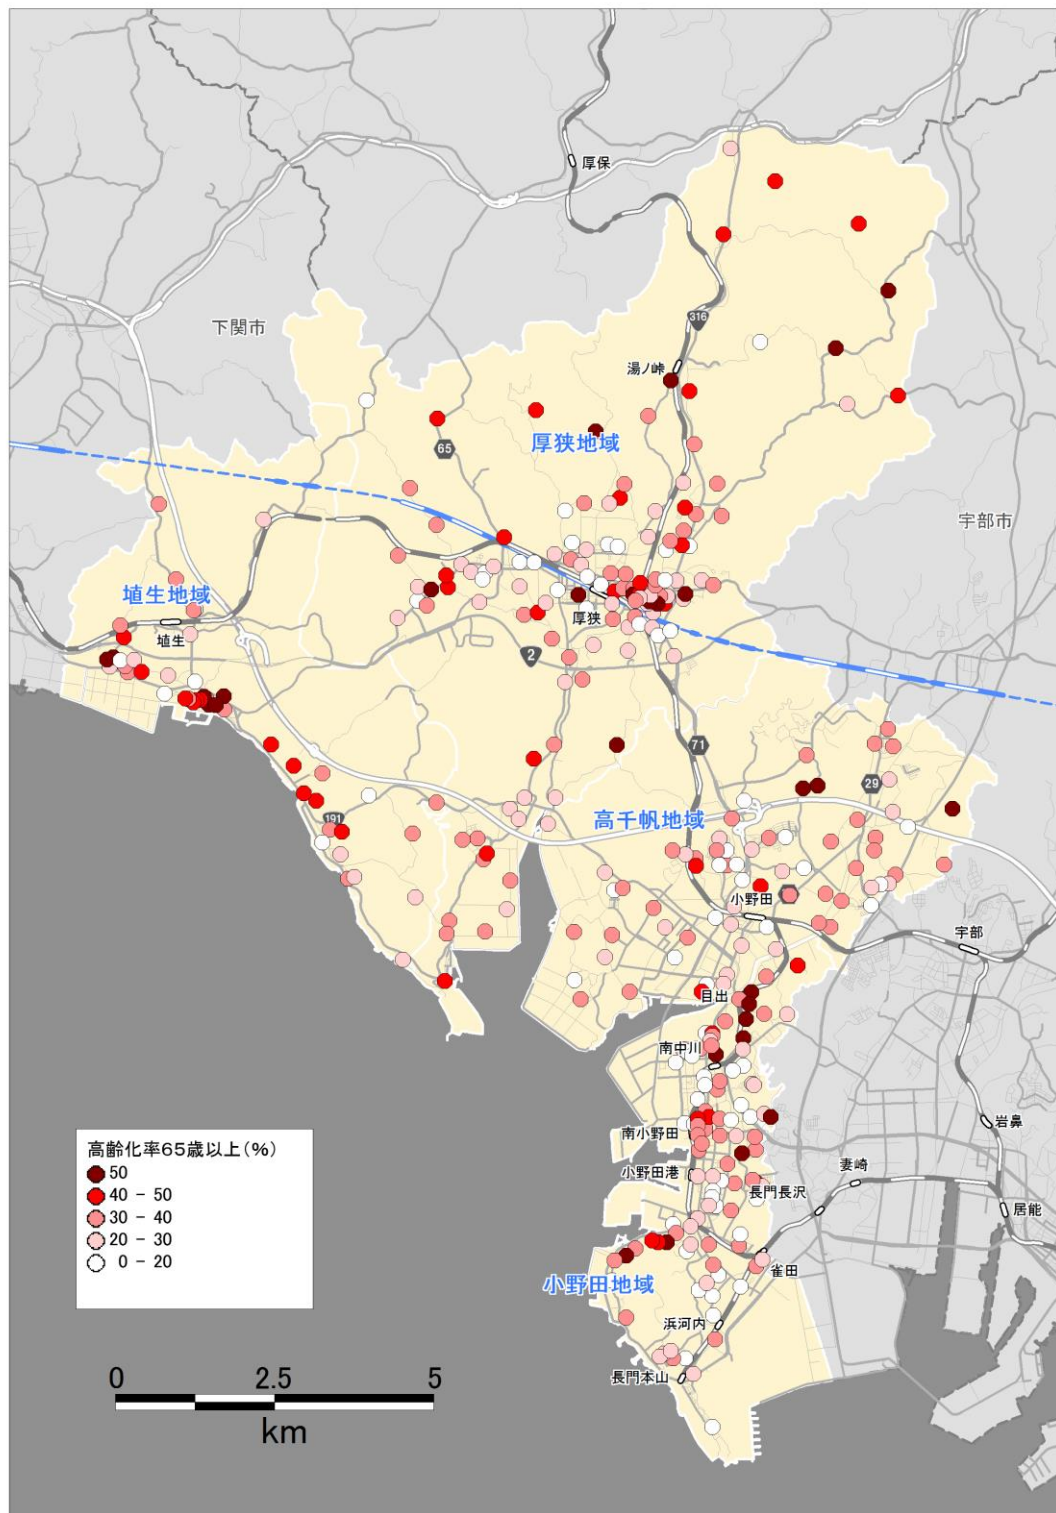 厚保
下関市
316
湯ノ峠
厚狭地域
65
宇部市
埴生地域
埴生
厚狭
2
71
29
191
高千帆地域
小野田
宇部
目出
南中川
高齢化率65歳以上(%)
50
40 - 50
30 - 40
20 - 30
0 - 20
南小野田
岩鼻
小野田港
妻崎
長門長沢
居能
雀田
小野田地域
浜河内
長門本山
0 2.5 5
km